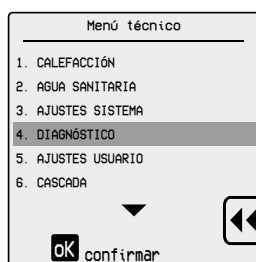 Menú técnico
1. CALEFACCIÓN
2. AGUA SANITARIA
3. AJUSTES SISTEMA
4. DIAGNÓSTICO
5. AJUSTES USUARIO
6. CASCADA
oK confirmar